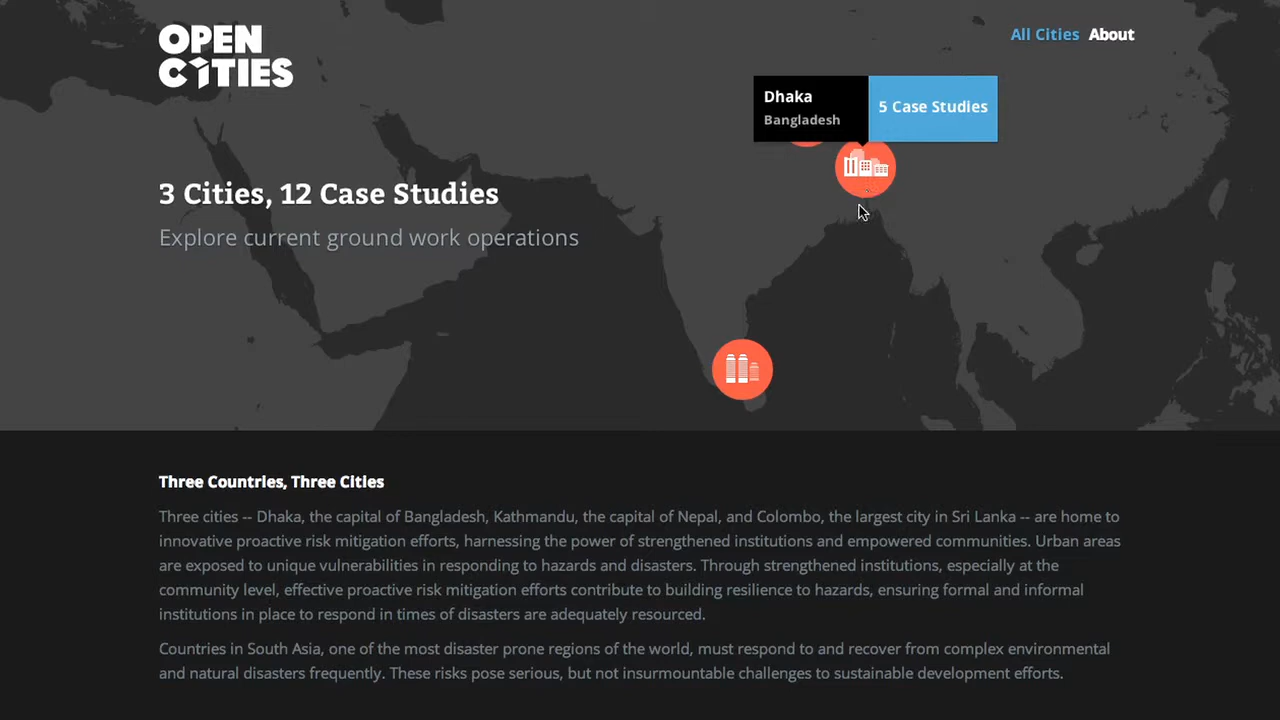 OPEN
CITIES
All Cities About
Dhaka
Bangladesh
5 Case Studies
3 Cities, 12 Case Studies
Explore current ground work operations
Three Countries, Three Cities
Three cities -- Dhaka, the capital of Bangladesh, Kathmandu, the capital of Nepal, and Colombo, the largest city in Sri Lanka -- are home to
innovative proactive risk mitigation efforts, harnessing the power of strengthened institutions and empowered communities. Urban areas
are exposed to unique vulnerabilities in responding to hazards and disasters. Through strengthened institutions, especially at the
community level, effective proactive risk mitigation efforts contribute to building resilience to hazards, ensuring formal and informal
institutions in place to respond in times of disasters are adequately resourced.
Countries in South Asia, one of the most disaster prone regions of the world, must respond to and recover from complex environmental
and natural disasters frequently. These risks pose serious, but not insurmountable challenges to sustainable development efforts.